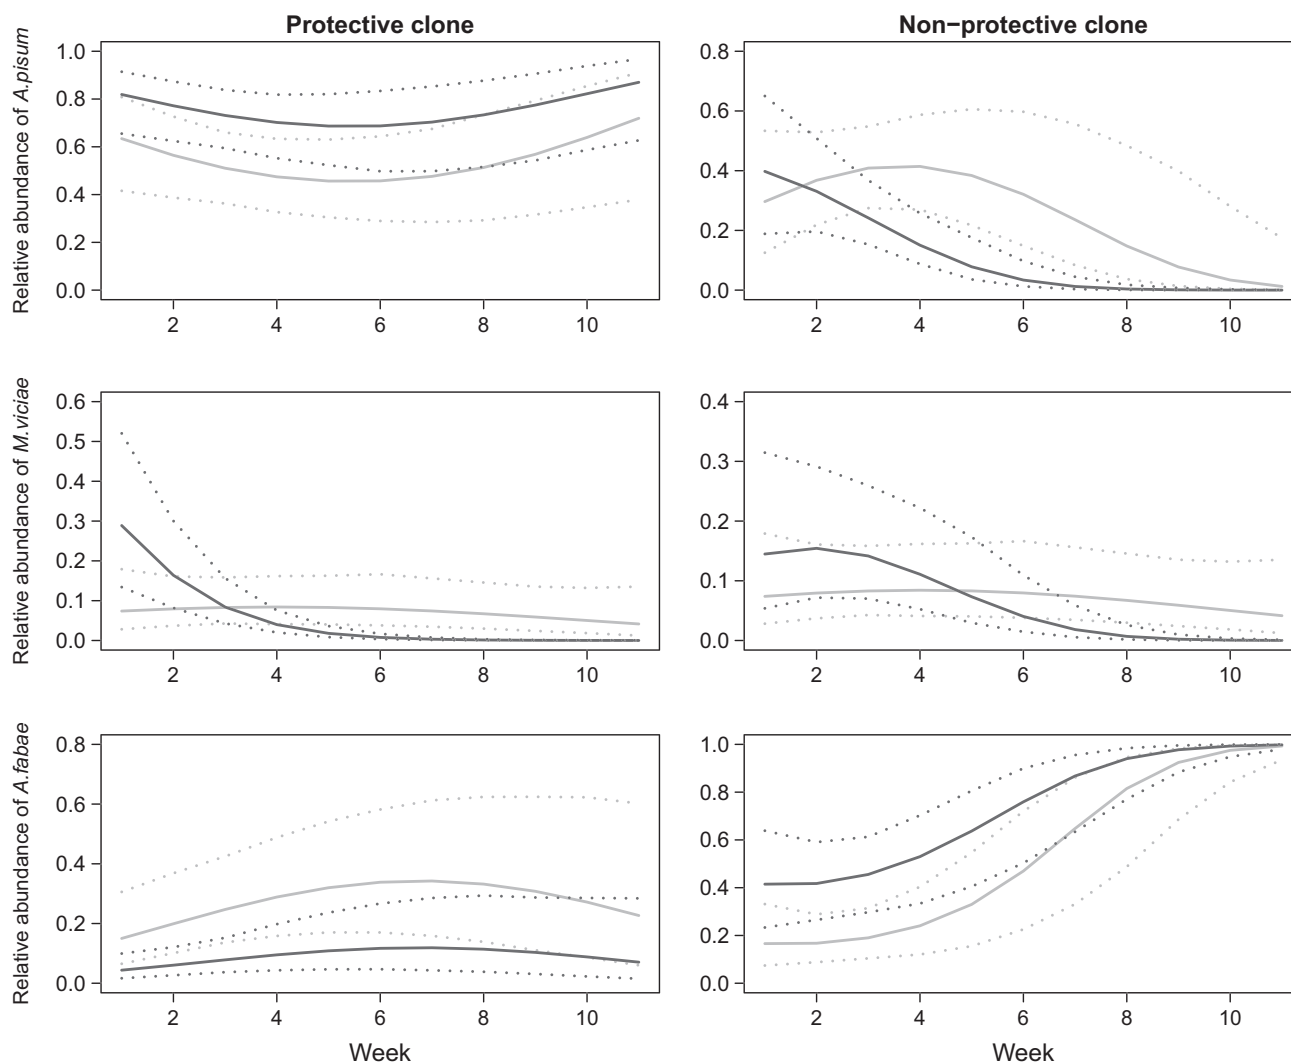 Protective clone
Non−protective clone
Relative abundance of A.pisum
1.0
0.8
0.6
0.4
0.2
0.0
2 4 6 8 10
0.8
0.6
0.4
0.2
0.0
2 4 6 8 10
Relative abundance of M.viciae
0.6
0.5
0.4
0.3
0.2
0.1
0.0
2 4 6 8 10
0.4
0.3
0.2
0.1
0.0
2 4 6 8 10
Relative abundance of A.fabae
0.8
0.6
0.4
0.2
0.0
2 4 6 8 10
Week
1.0
0.8
0.6
0.4
0.2
0.0
2 4 6 8 10
Week